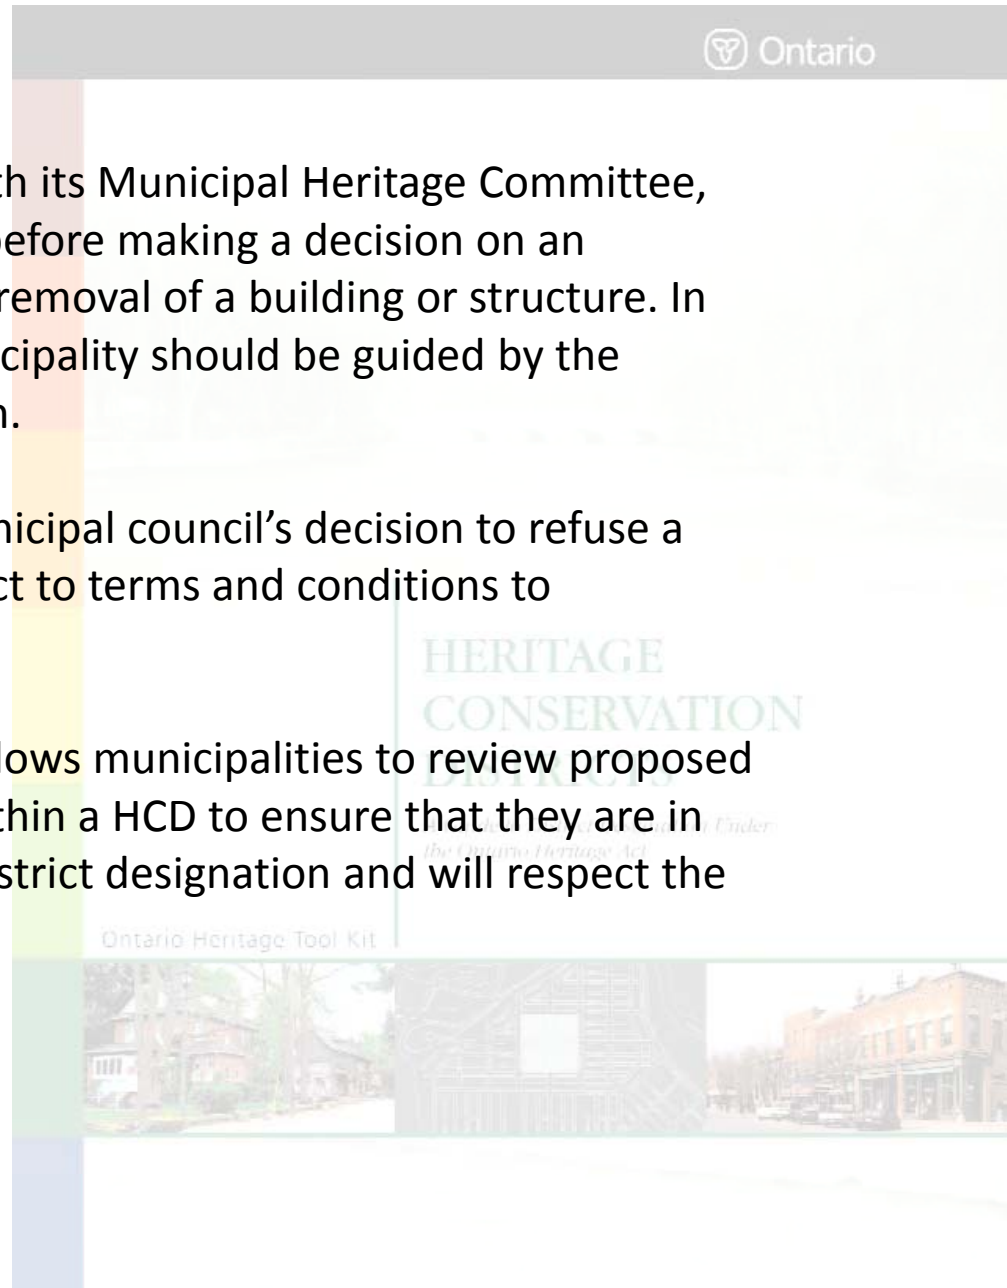 Ontario
th its Municipal Heritage Committee,
before making a decision on an
removal of a building or structure. In
cipality should be guided by the
n.
nicipal council’s decision to refuse a
ct to terms and conditions to
HERITAGE
CONSERVATION
DISTRICTS
lows municipalities to review proposed
thin a HCD to ensure that they are in
Under
the Ontario Heritage Act
strict designation and will respect the
Ontario Heritage Tool Kit